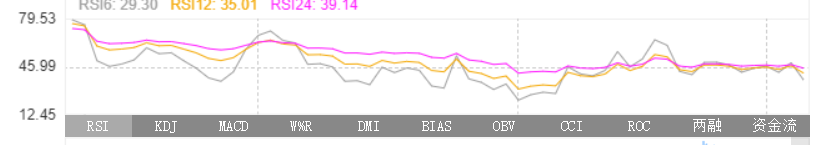 RSI6: 29.30 RSI12: 35.01 RSI24: 39.14
79.53
45.99
12.45
RSI KDJ MACD W%R DMI BIAS OBV CCI ROC 两融 资金流